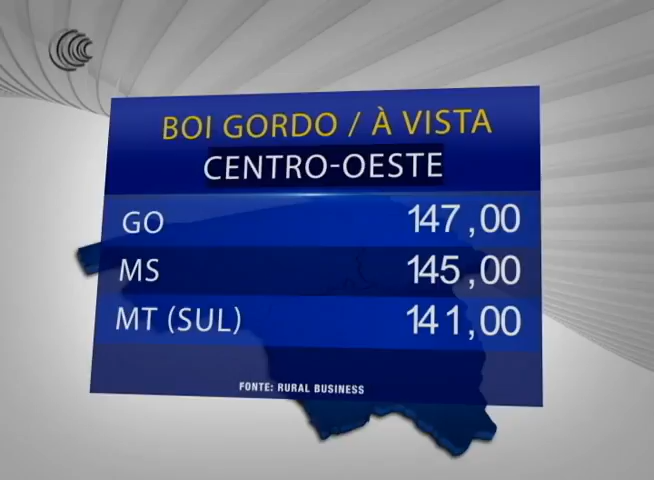 BOI GORDO / À VISTA
CENTRO-OESTE
GO 147,00
MS 145,00
MT (SUL) 141,00
FONTE: RURAL BUSINESS